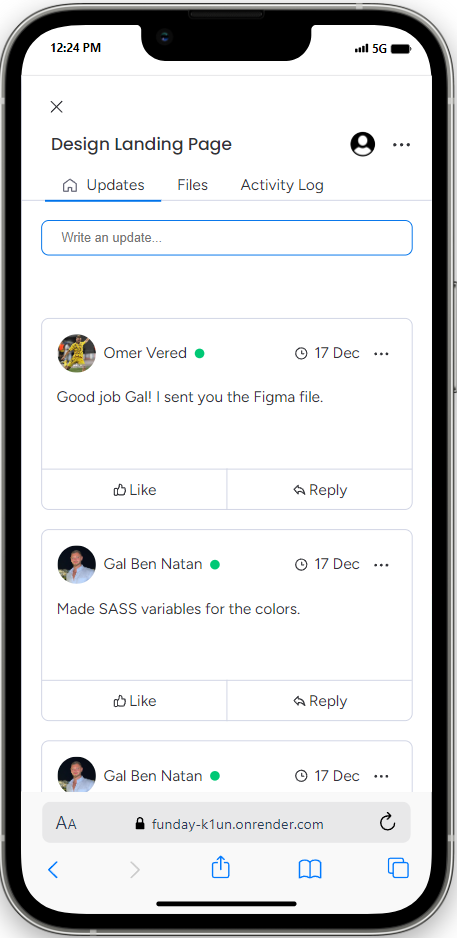 12:24 PM 5G
Design Landing Page
Updates Files Activity Log
Write an update...
Omer Vered 17 Dec
Good job Gal! I sent you the Figma file.
Like Reply
Gal Ben Natan 17 Dec
Made SASS variables for the colors.
Like Reply
Gal Ben Natan 17 Dec
AA funday-k1un.onrender.com